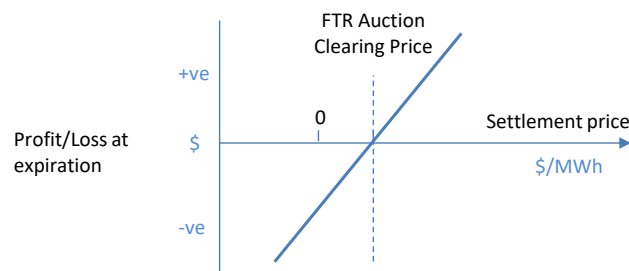 FTR Auction
Clearing Price
+ve
0
Settlement price
Profit/Loss at
expiration
$
$/MWh
-ve